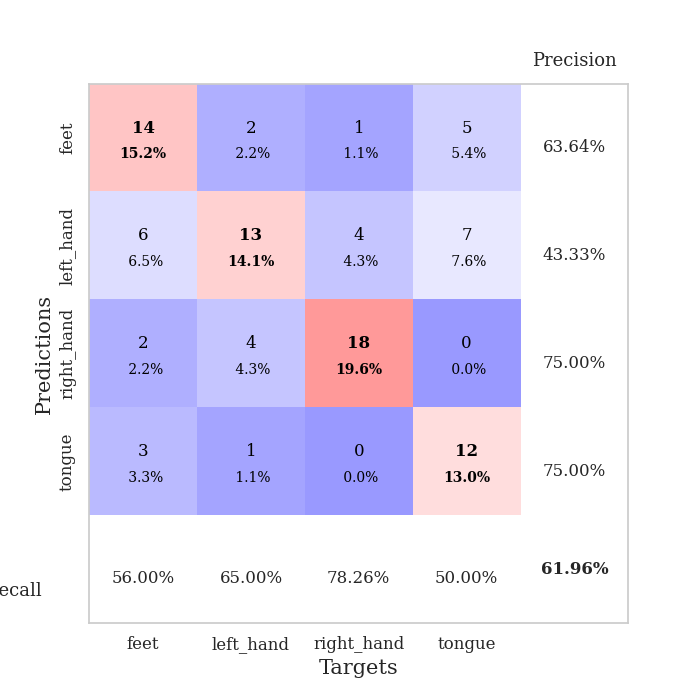 Precision
feet 14 2 1 5
15.2% 2.2% 1.1% 5.4% 63.64%
left_hand 6 13 4 7
6.5% 14.1% 4.3% 7.6% 43.33%
Predictions
right_hand 2 4 18 0
2.2% 4.3% 19.6% 0.0% 75.00%
tongue 3 1 0 12
3.3% 1.1% 0.0% 13.0% 75.00%
ecall 56.00% 65.00% 78.26% 50.00% 61.96%
feet left_hand right_hand tongue
Targets